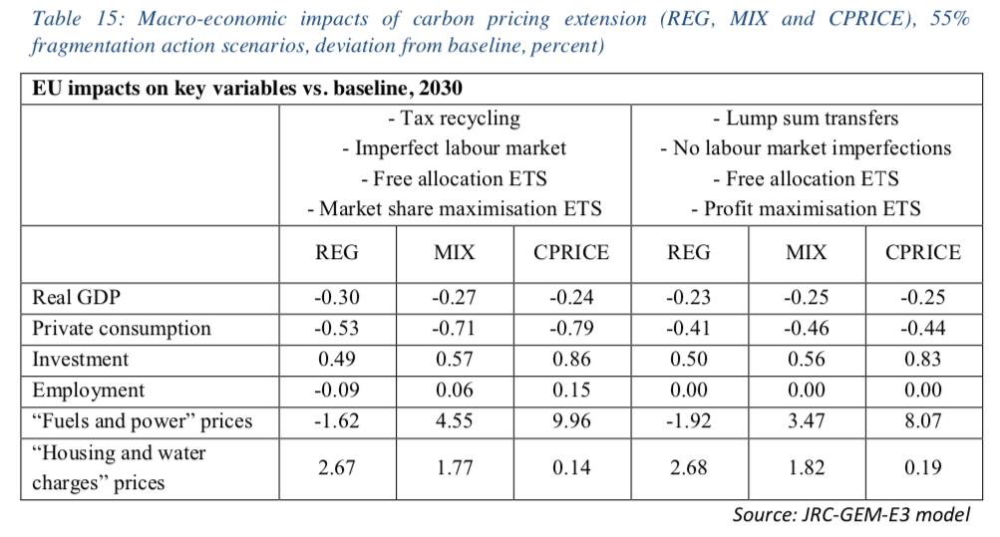 Table 15: Macro-economic impacts of carbon pricing extension (REG, MIX and CPRICE), 55%
fragmentation action scenarios, deviation from baseline, percent)
EU impacts on key variables vs. baseline, 2030
- Tax recycling
- Imperfect labour market
- Free allocation ETS
- Market share maximisation ETS
- Lump sum transfers
- No labour market imperfections
- Free allocation ETS
- Profit maximisation ETS
REG MIX CPRICE REG MIX CPRICE
Real GDP -0.30 -0.27 -0.24 -0.23 -0.25 -0.25
Private consumption -0.53 -0.71 -0.79 -0.41 -0.46 -0.44
Investment 0.49 0.57 0.86 0.50 0.56 0.83
Employment -0.09 0.06 0.15 0.00 0.00 0.00
“Fuels and power” prices -1.62 4.55 9.96 -1.92 3.47 8.07
“Housing and water
charges” prices 2.67 1.77 0.14 2.68 1.82 0.19
Source: JRC-GEM-E3 model